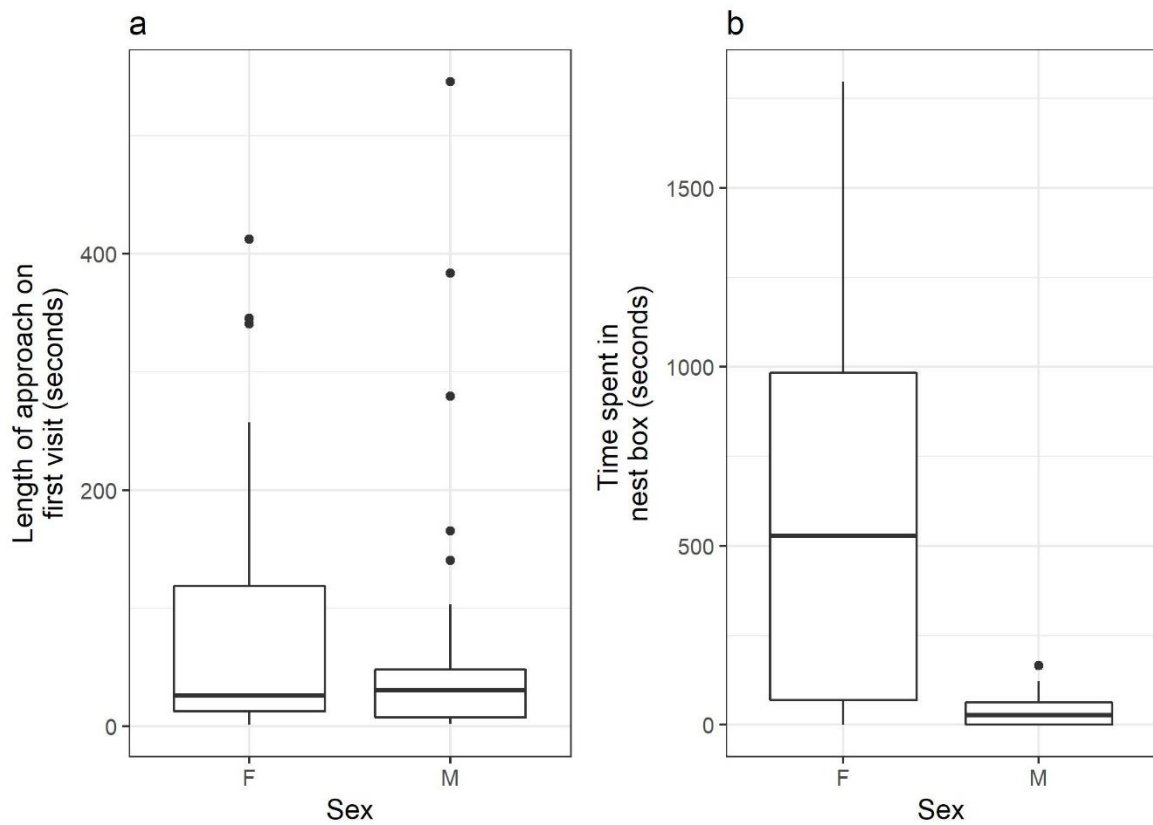 a
Length of approach on
first visit (seconds)
400
200
0
F
M
Sex
b
Time spent in
nest box (seconds)
1500
1000
500
0
F
M
Sex